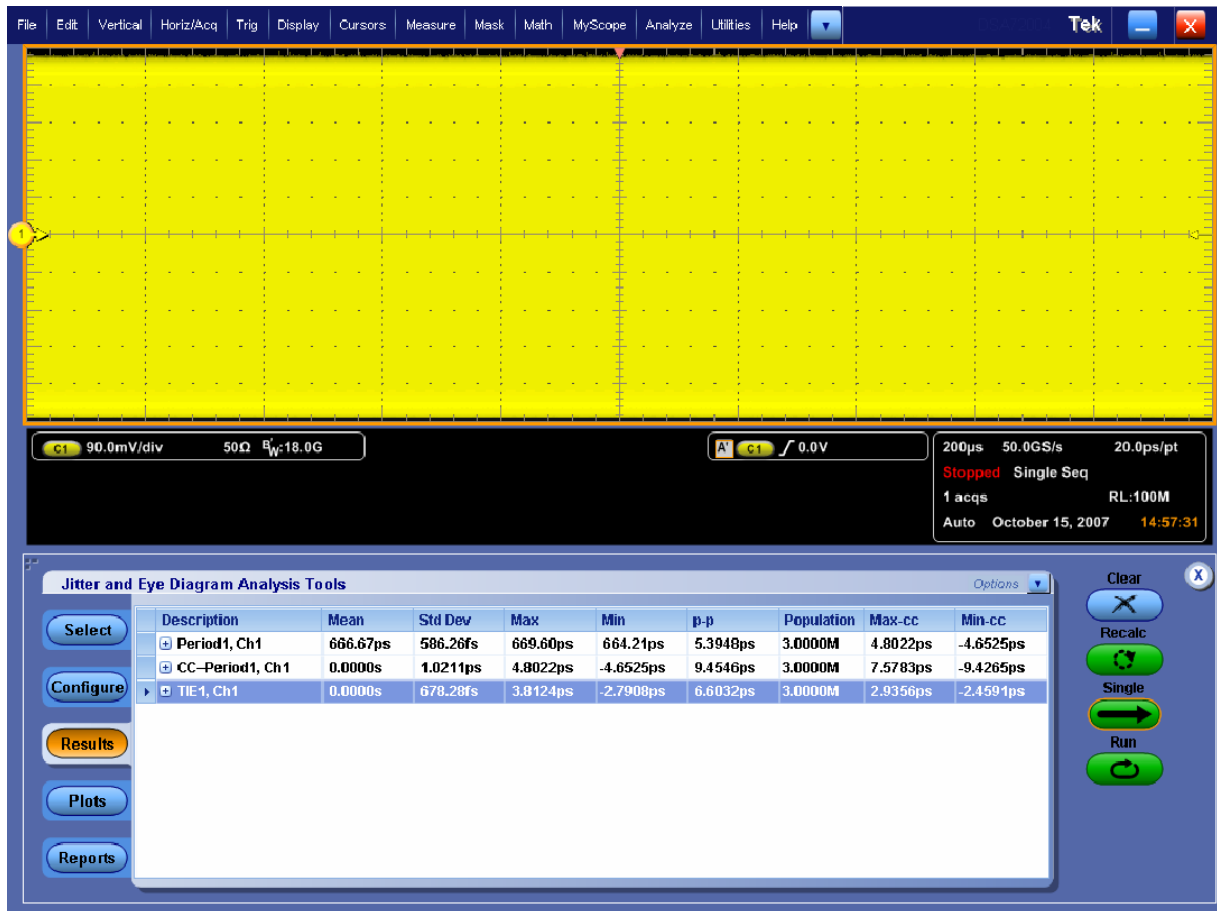 File Edit Vertical Horiz/Acq Trig Display Cursors Measure Mask Math MyScope Analyze Utilities Help Tek X
1
C1 90.0mV/div 50Ω B'W:18.0G
A' C1 0.0V
200µs 50.0GS/s 20.0ps/pt
Stopped Single Seq
1 acqs RL:100M
Auto October 15, 2007 14:57:31
Jitter and Eye Diagram Analysis Tools Options
Clear X
Select
Configure
Results
Plots
Reports
Description Mean Std Dev Max Min p-p Population Max-cc Min-cc
Period1, Ch1 666.67ps 586.26fs 669.60ps 664.21ps 5.3948ps 3.0000M 4.8022ps -4.6525ps
CC–Period1, Ch1 0.0000s 1.0211ps 4.8022ps -4.6525ps 9.4546ps 3.0000M 7.5783ps -9.4265ps
TIE1, Ch1 0.0000s 678.28fs 3.8124ps -2.7908ps 6.6032ps 3.0000M 2.9356ps -2.4591ps
Recalc
Single
Run